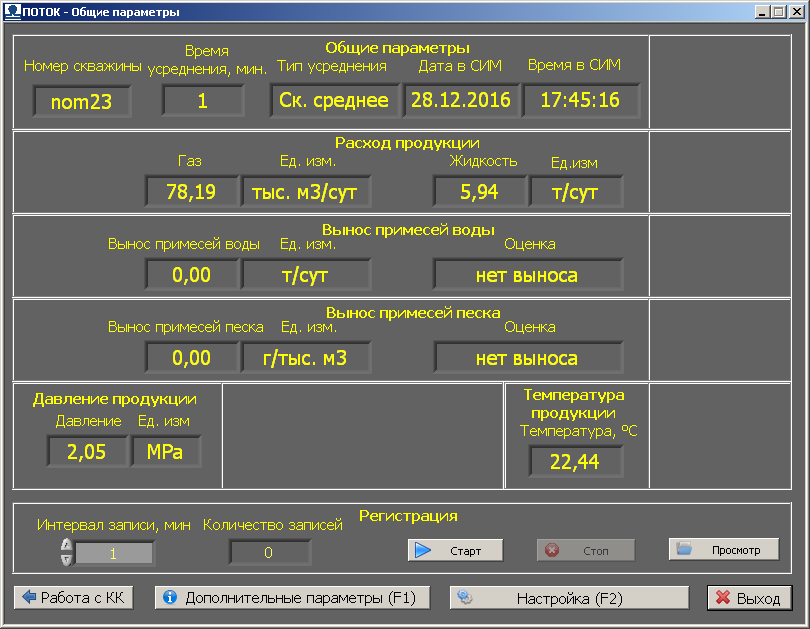 ПОТОК - Общие параметры
Общие параметры
Номер скважины
Время усреднения, мин.
Тип усреднения
Дата в СИМ
Время в СИМ
nom23
1
Ск. среднее
28.12.2016
17:45:16
Расход продукции
Газ
Ед. изм.
Жидкость
Ед.изм
78,19
тыс. м3/сут
5,94
т/сут
Вынос примесей воды
Вынос примесей воды
Ед. изм.
Оценка
0,00
т/сут
нет выноса
Вынос примесей песка
Вынос примесей песка
Ед. изм.
Оценка
0,00
г/тыс. м3
нет выноса
Давление продукции
Давление
Ед. изм
2,05
MPa
Температура
продукции
Температура, ºС
22,44
Регистрация
Интервал записи, мин
Количество записей
1
0
Старт
Стоп
Просмотр
Работа с КК
Дополнительные параметры (F1)
Настройка (F2)
Выход